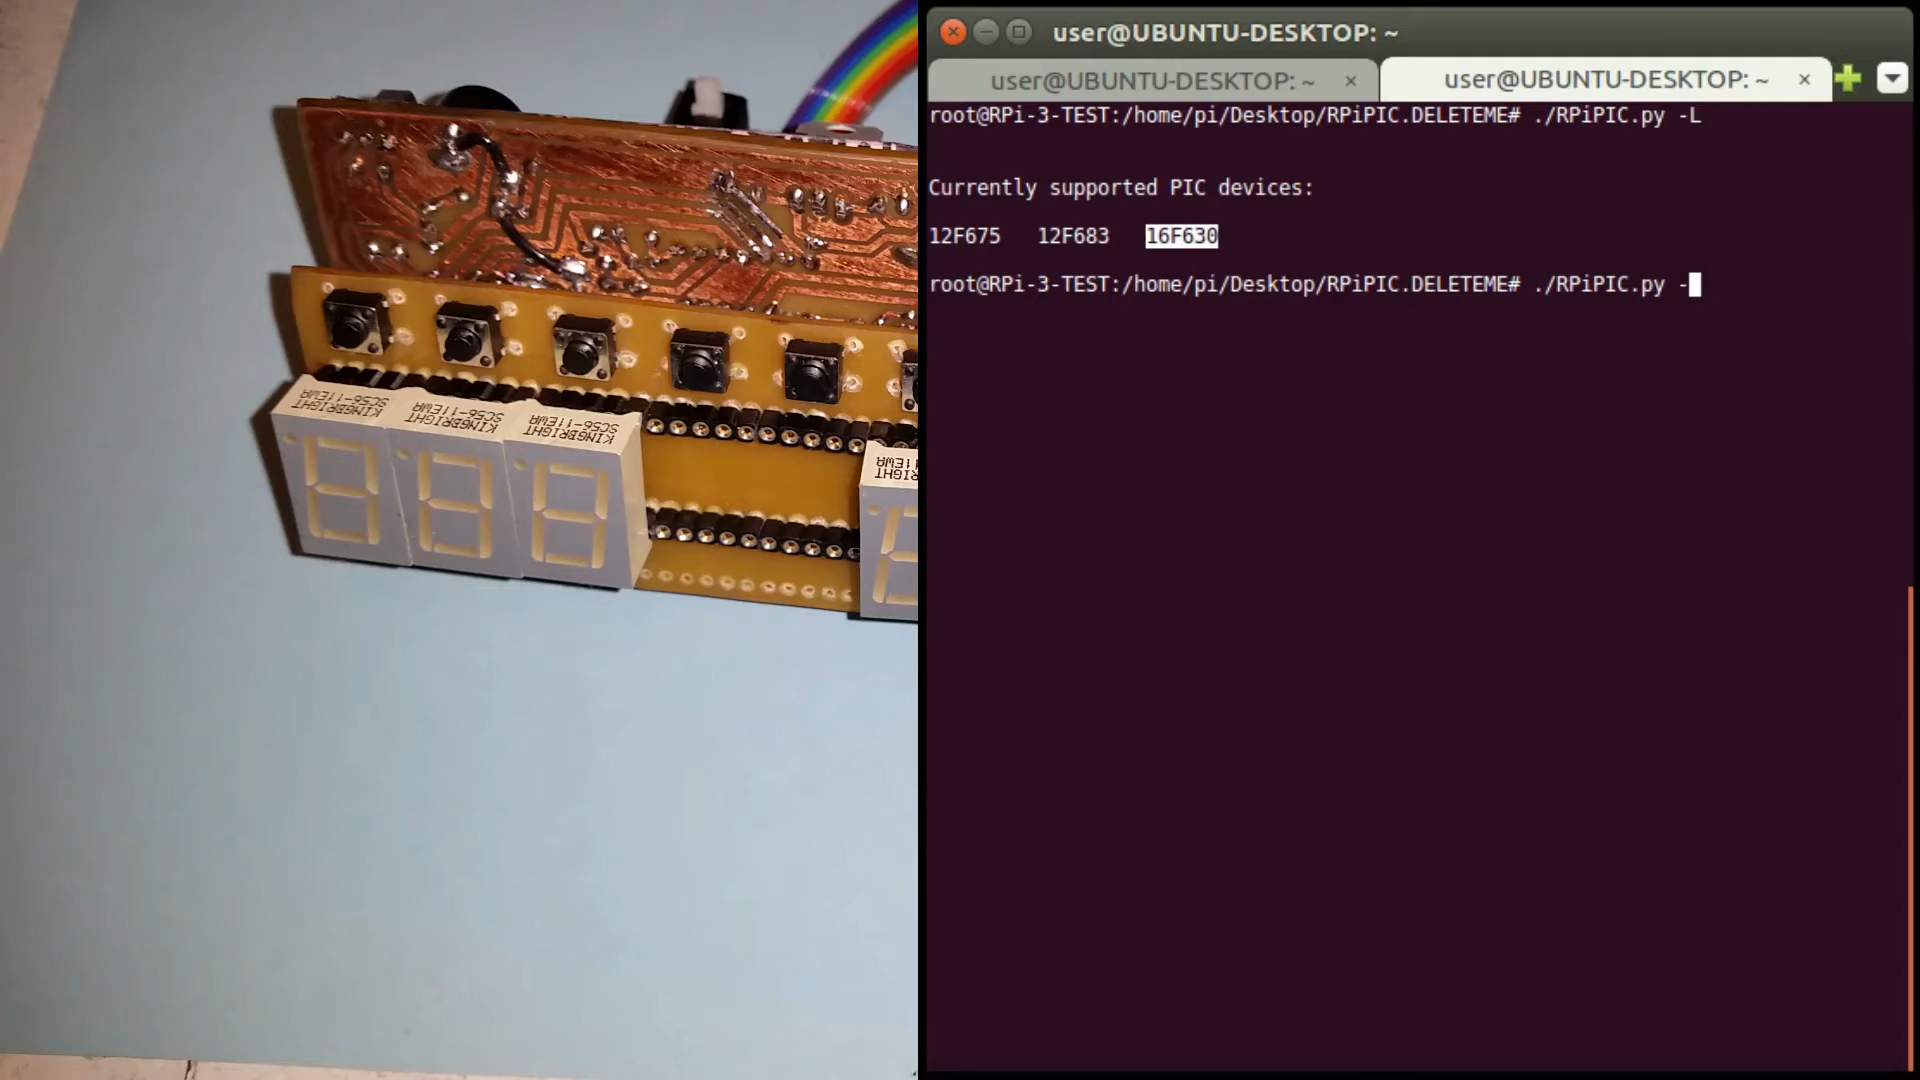 user@UBUNTU-DESKTOP: ~
user@UBUNTU-DESKTOP: ~
user@UBUNTU-DESKTOP: ~
root@RPi-3-TEST:/home/pi/Desktop/RPiPIC.DELETEME# ./RPiPIC.py -L
Currently supported PIC devices:
12F675 12F683 16F630
root@RPi-3-TEST:/home/pi/Desktop/RPiPIC.DELETEME# ./RPiPIC.py -
KINGBRIGHT
SC56-11EWA
KINGBRIGHT
SC56-11EWA
KINGBRIGHT
SC56-11EWA